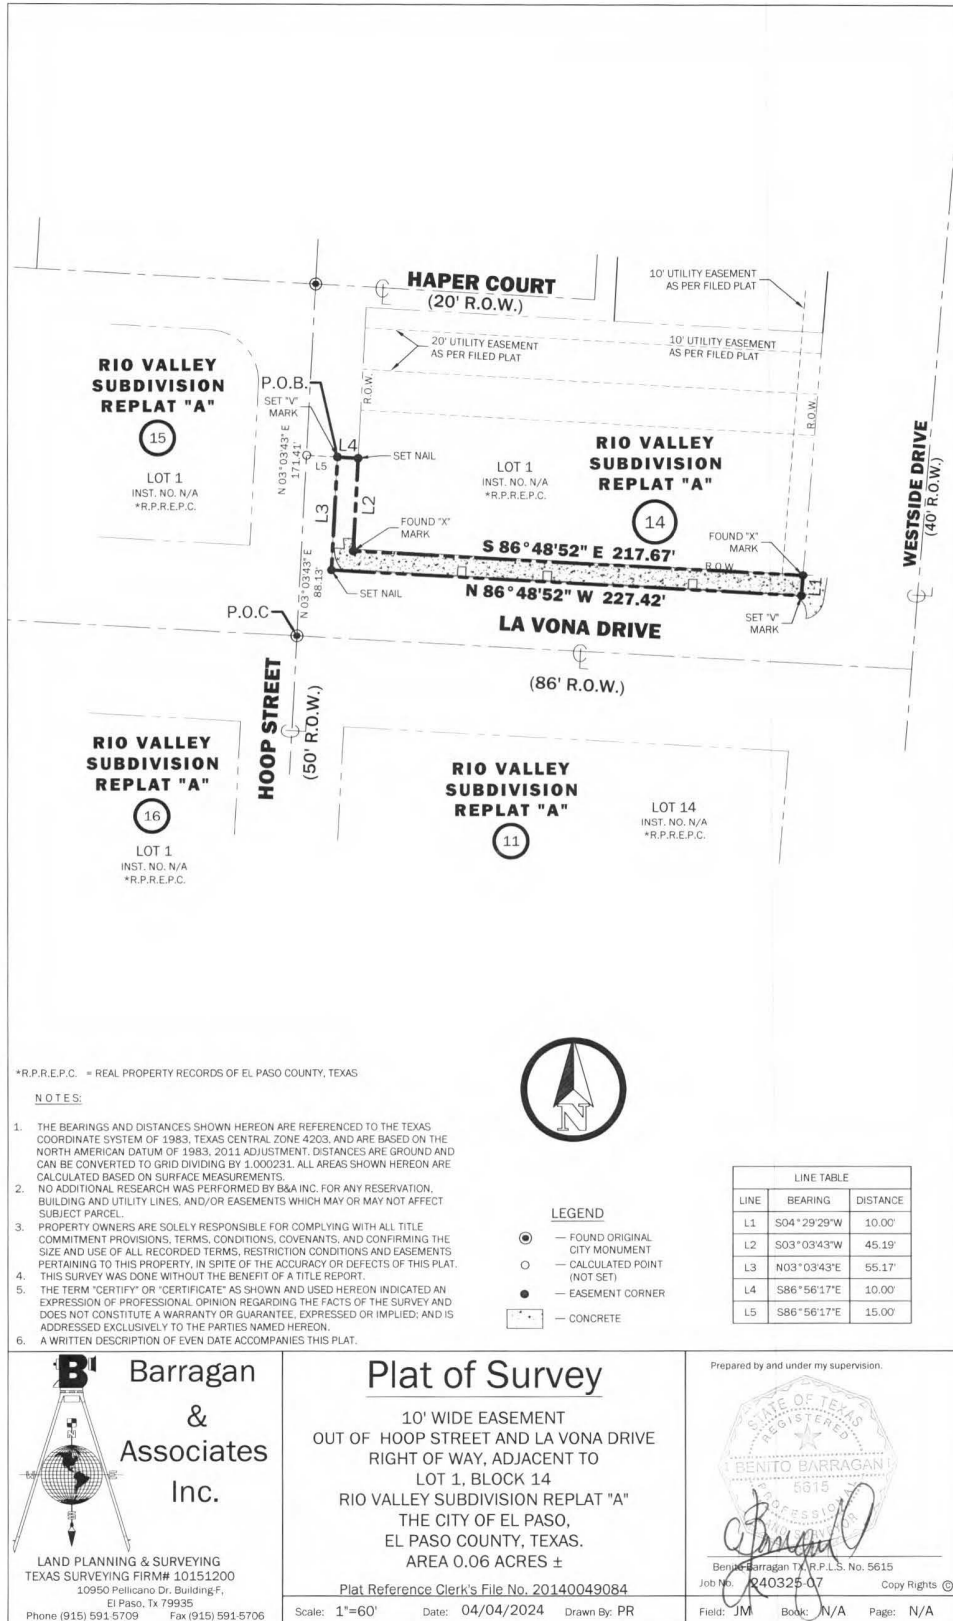 HAPER COURT
(20' R.O.W.)
10' UTILITY EASEMENT
AS PER FILED PLAT
20' UTILITY EASEMENT
AS PER FILED PLAT
10' UTILITY EASEMENT
AS PER FILED PLAT
RIO VALLEY
SUBDIVISION
REPLAT "A"
15
LOT 1
INST. NO. N/A
*R.P.R.E.P.C.
P.O.B.
SET "V"
MARK
R.O.W.
L4
L5
SET NAIL
N 03°03'43" E
171.41'
L3
L2
LOT 1
INST. NO. N/A
*R.P.R.E.P.C.
RIO VALLEY
SUBDIVISION
REPLAT "A"
14
R.O.W.
WESTSIDE DRIVE
(40' R.O.W.)
FOUND "X"
MARK
FOUND "X"
MARK
S 86°48'52" E 217.67'
R.O.W.
L1
N 03°03'43" E
88.13'
SET NAIL
N 86°48'52" W 227.42'
SET "V"
MARK
P.O.C
LA VONA DRIVE
(86' R.O.W.)
HOOP STREET
(50' R.O.W.)
RIO VALLEY
SUBDIVISION
REPLAT "A"
16
LOT 1
INST. NO. N/A
*R.P.R.E.P.C.
RIO VALLEY
SUBDIVISION
REPLAT "A"
11
LOT 14
INST. NO. N/A
*R.P.R.E.P.C.
*R.P.R.E.P.C. = REAL PROPERTY RECORDS OF EL PASO COUNTY, TEXAS
NOTES:
1. THE BEARINGS AND DISTANCES SHOWN HEREON ARE REFERENCED TO THE TEXAS
COORDINATE SYSTEM OF 1983, TEXAS CENTRAL ZONE 4203, AND ARE BASED ON THE
NORTH AMERICAN DATUM OF 1983, 2011 ADJUSTMENT. DISTANCES ARE GROUND AND
CAN BE CONVERTED TO GRID DIVIDING BY 1.000231. ALL AREAS SHOWN HEREON ARE
CALCULATED BASED ON SURFACE MEASUREMENTS.
2. NO ADDITIONAL RESEARCH WAS PERFORMED BY B&A INC. FOR ANY RESERVATION,
BUILDING AND UTILITY LINES, AND/OR EASEMENTS WHICH MAY OR MAY NOT AFFECT
SUBJECT PARCEL.
3. PROPERTY OWNERS ARE SOLELY RESPONSIBLE FOR COMPLYING WITH ALL TITLE
COMMITMENT PROVISIONS, TERMS, CONDITIONS, COVENANTS, AND CONFIRMING THE
SIZE AND USE OF ALL RECORDED TERMS, RESTRICTION CONDITIONS AND EASEMENTS
PERTAINING TO THIS PROPERTY, IN SPITE OF THE ACCURACY OR DEFECTS OF THIS PLAT.
4. THIS SURVEY WAS DONE WITHOUT THE BENEFIT OF A TITLE REPORT.
5. THE TERM "CERTIFY" OR "CERTIFICATE" AS SHOWN AND USED HEREON INDICATED AN
EXPRESSION OF PROFESSIONAL OPINION REGARDING THE FACTS OF THE SURVEY AND
DOES NOT CONSTITUTE A WARRANTY OR GUARANTEE, EXPRESSED OR IMPLIED; AND IS
ADDRESSED EXCLUSIVELY TO THE PARTIES NAMED HEREON.
6. A WRITTEN DESCRIPTION OF EVEN DATE ACCOMPANIES THIS PLAT.
N
LEGEND
— FOUND ORIGINAL
CITY MONUMENT
— CALCULATED POINT
(NOT SET)
— EASEMENT CORNER
— CONCRETE
LINE TABLE
LINE BEARING DISTANCE
L1 S04°29'29"W 10.00'
L2 S03°03'43"W 45.19'
L3 N03°03'43"E 55.17'
L4 S86°56'17"E 10.00'
L5 S86°56'17"E 15.00'
B
Barragan
&
Associates
Inc.
LAND PLANNING & SURVEYING
TEXAS SURVEYING FIRM# 10151200
10950 Pellicano Dr. Building-F,
El Paso, Tx 79935
Phone (915) 591-5709 Fax (915) 591-5706
Plat of Survey
10' WIDE EASEMENT
OUT OF HOOP STREET AND LA VONA DRIVE
RIGHT OF WAY, ADJACENT TO
LOT 1, BLOCK 14
RIO VALLEY SUBDIVISION REPLAT "A"
THE CITY OF EL PASO,
EL PASO COUNTY, TEXAS.
AREA 0.06 ACRES ±
Plat Reference Clerk's File No. 20140049084
Scale: 1"=60' Date: 04/04/2024 Drawn By: PR
Prepared by and under my supervision.
STATE OF TEXAS
REGISTERED
BENITO BARRAGAN
5615
PROFESSIONAL
LAND SURVEYOR
Benito Barragan TX. R.P.L.S. No. 5615
Job No. 240325-07 Copy Rights ©
Field: JM Book: N/A Page: N/A